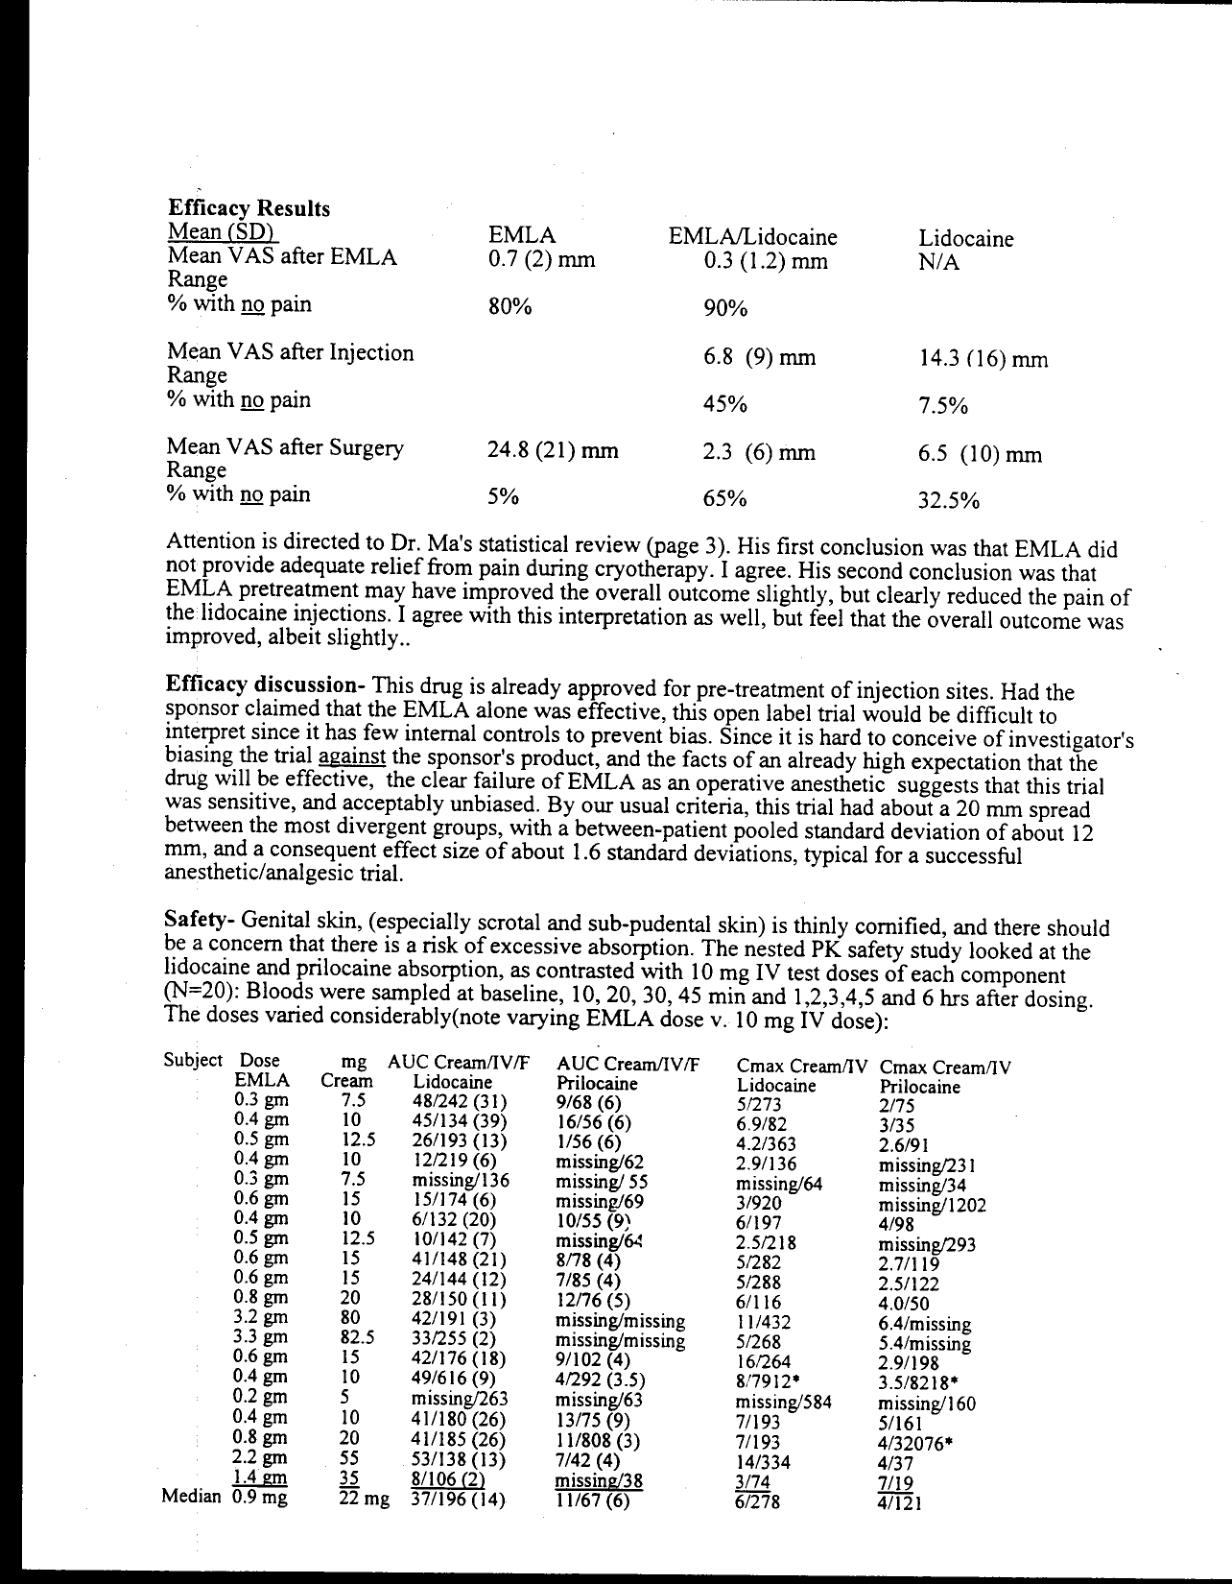 Efficacy Results
Mean (SD) EMLA EMLA/Lidocaine Lidocaine
Mean VAS after EMLA 0.7 (2) mm 0.3 (1.2) mm N/A
Range
% with no pain 80% 90%
Mean VAS after Injection 6.8 (9) mm 14.3 (16) mm
Range
% with no pain 45% 7.5%
Mean VAS after Surgery 24.8 (21) mm 2.3 (6) mm 6.5 (10) mm
Range
% with no pain 5% 65% 32.5%
Attention is directed to Dr. Ma's statistical review (page 3). His first conclusion was that EMLA did
not provide adequate relief from pain during cryotherapy. I agree. His second conclusion was that
EMLA pretreatment may have improved the overall outcome slightly, but clearly reduced the pain of
the lidocaine injections. I agree with this interpretation as well, but feel that the overall outcome was
improved, albeit slightly..
Efficacy discussion- This drug is already approved for pre-treatment of injection sites. Had the
sponsor claimed that the EMLA alone was effective, this open label trial would be difficult to
interpret since it has few internal controls to prevent bias. Since it is hard to conceive of investigator's
biasing the trial against the sponsor's product, and the facts of an already high expectation that the
drug will be effective, the clear failure of EMLA as an operative anesthetic suggests that this trial
was sensitive, and acceptably unbiased. By our usual criteria, this trial had about a 20 mm spread
between the most divergent groups, with a between-patient pooled standard deviation of about 12
mm, and a consequent effect size of about 1.6 standard deviations, typical for a successful
anesthetic/analgesic trial.
Safety- Genital skin, (especially scrotal and sub-pudental skin) is thinly cornified, and there should
be a concern that there is a risk of excessive absorption. The nested PK safety study looked at the
lidocaine and prilocaine absorption, as contrasted with 10 mg IV test doses of each component
(N=20): Bloods were sampled at baseline, 10, 20, 30, 45 min and 1,2,3,4,5 and 6 hrs after dosing.
The doses varied considerably(note varying EMLA dose v. 10 mg IV dose):
Subject Dose mg AUC Cream/IV/F AUC Cream/IV/F Cmax Cream/IV Cmax Cream/IV
EMLA Cream Lidocaine Prilocaine Lidocaine Prilocaine
0.3 gm 7.5 48/242 (31) 9/68 (6) 5/273 2/75
0.4 gm 10 45/134 (39) 16/56 (6) 6.9/82 3/35
0.5 gm 12.5 26/193 (13) 1/56 (6) 4.2/363 2.6/91
0.4 gm 10 12/219 (6) missing/62 2.9/136 missing/231
0.3 gm 7.5 missing/136 missing/ 55 missing/64 missing/34
0.6 gm 15 15/174 (6) missing/69 3/920 missing/1202
0.4 gm 10 6/132 (20) 10/55 (9) 6/197 4/98
0.5 gm 12.5 10/142 (7) missing/64 2.5/218 missing/293
0.6 gm 15 41/148 (21) 8/78 (4) 5/282 2.7/119
0.6 gm 15 24/144 (12) 7/85 (4) 5/288 2.5/122
0.8 gm 20 28/150 (11) 12/76 (5) 6/116 4.0/50
3.2 gm 80 42/191 (3) missing/missing 11/432 6.4/missing
3.3 gm 82.5 33/255 (2) missing/missing 5/268 5.4/missing
0.6 gm 15 42/176 (18) 9/102 (4) 16/264 2.9/198
0.4 gm 10 49/616 (9) 4/292 (3.5) 8/7912* 3.5/8218*
0.2 gm 5 missing/263 missing/63 missing/584 missing/160
0.4 gm 10 41/180 (26) 13/75 (9) 7/193 5/161
0.8 gm 20 41/185 (26) 11/808 (3) 7/193 4/32076*
2.2 gm 55 53/138 (13) 7/42 (4) 14/334 4/37
1.4 gm 35 8/106 (2) missing/38 3/74 7/19
Median 0.9 mg 22 mg 37/196 (14) 11/67 (6) 6/278 4/121